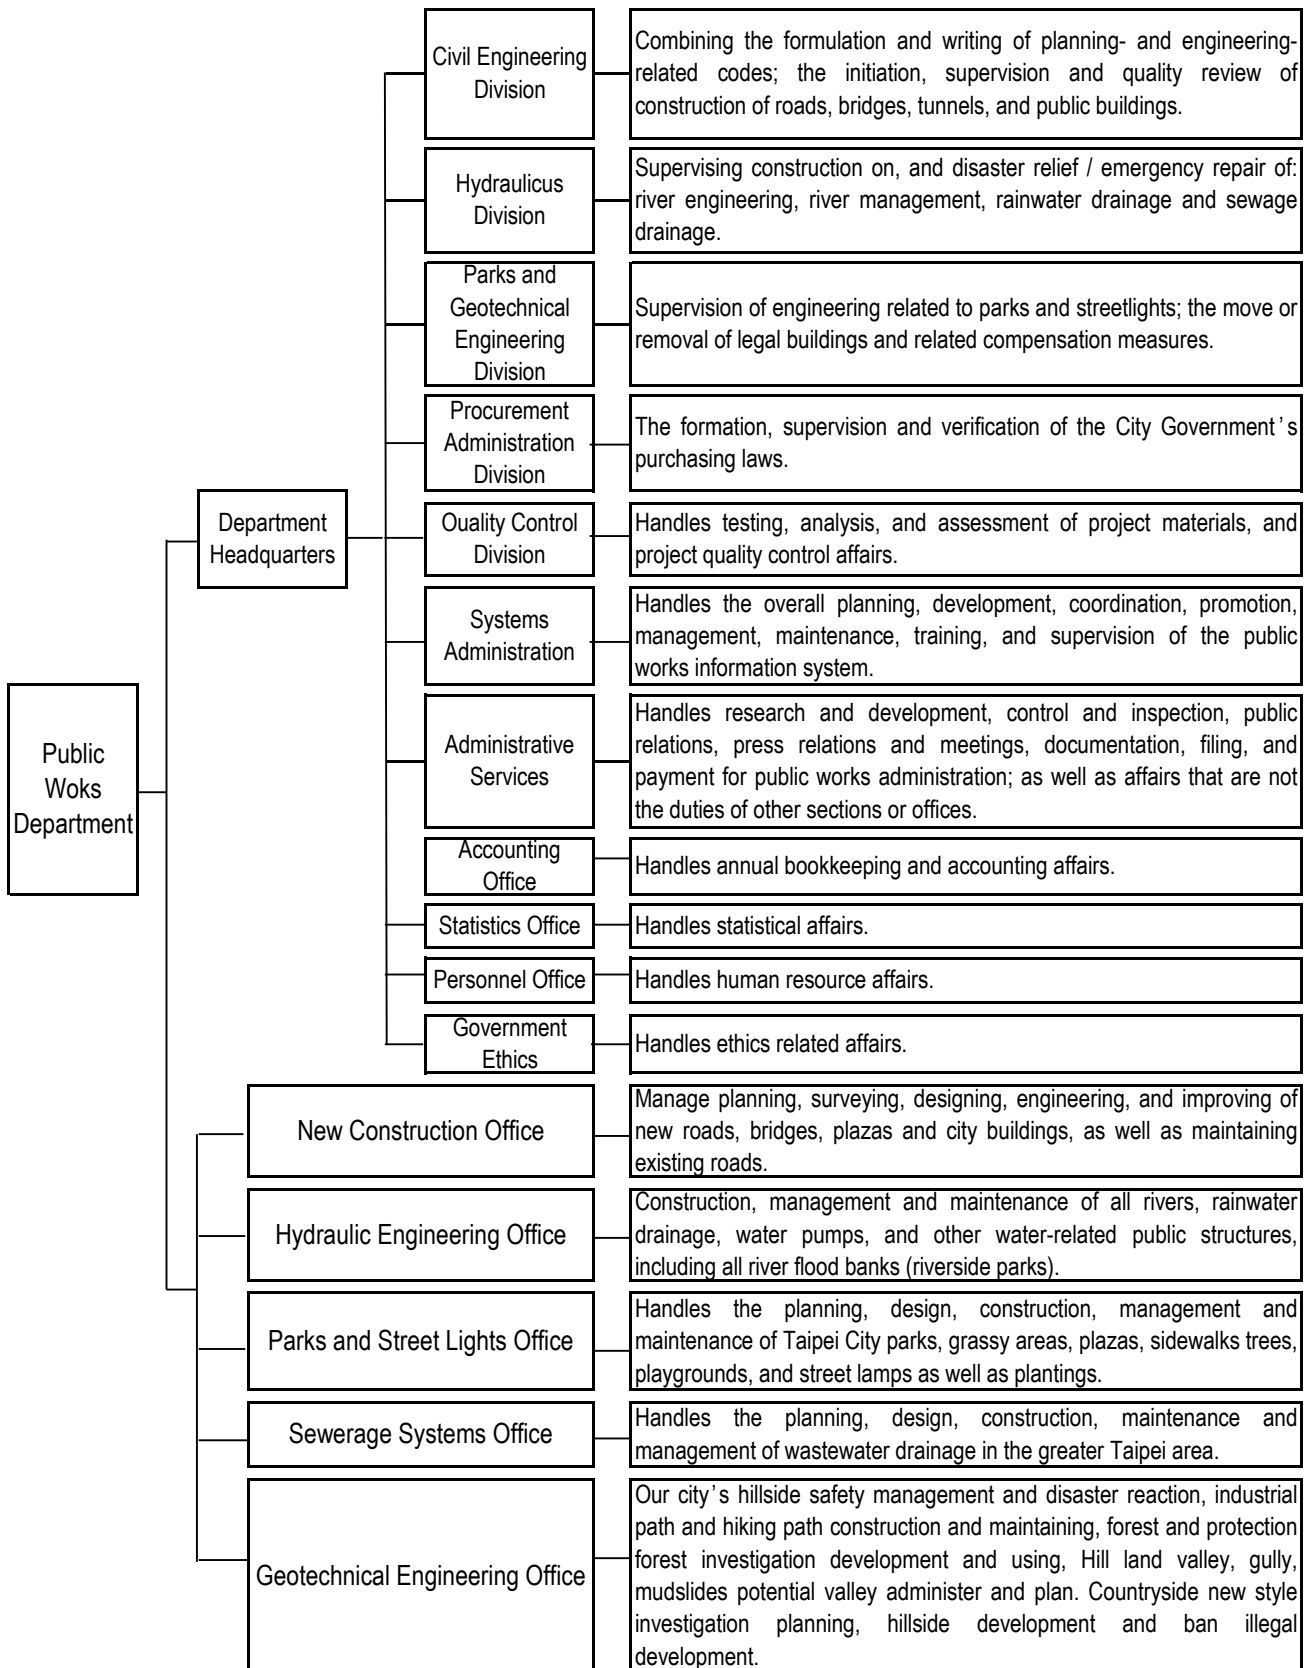 Civil Engineering
Division
Combining the formulation and writing of planning- and engineering-
related codes; the initiation, supervision and quality review of
construction of roads, bridges, tunnels, and public buildings.
Hydraulicus
Division
Supervising construction on, and disaster relief / emergency repair of:
river engineering, river management, rainwater drainage and sewage
drainage.
Parks and
Geotechnical
Engineering
Division
Supervision of engineering related to parks and streetlights; the move or
removal of legal buildings and related compensation measures.
Procurement
Administration
Division
The formation, supervision and verification of the City Government's
purchasing laws.
Department
Headquarters
Ouality Control
Division
Handles testing, analysis, and assessment of project materials, and
project quality control affairs.
Systems
Administration
Handles the overall planning, development, coordination, promotion,
management, maintenance, training, and supervision of the public
works information system.
Public
Woks
Department
Administrative
Services
Handles research and development, control and inspection, public
relations, press relations and meetings, documentation, filing, and
payment for public works administration; as well as affairs that are not
the duties of other sections or offices.
Accounting
Office
Handles annual bookkeeping and accounting affairs.
Statistics Office
Handles statistical affairs.
Personnel Office
Handles human resource affairs.
Government
Ethics
Handles ethics related affairs.
New Construction Office
Manage planning, surveying, designing, engineering, and improving of
new roads, bridges, plazas and city buildings, as well as maintaining
existing roads.
Hydraulic Engineering Office
Construction, management and maintenance of all rivers, rainwater
drainage, water pumps, and other water-related public structures,
including all river flood banks (riverside parks).
Parks and Street Lights Office
Handles the planning, design, construction, management and
maintenance of Taipei City parks, grassy areas, plazas, sidewalks trees,
playgrounds, and street lamps as well as plantings.
Sewerage Systems Office
Handles the planning, design, construction, maintenance and
management of wastewater drainage in the greater Taipei area.
Geotechnical Engineering Office
Our city's hillside safety management and disaster reaction, industrial
path and hiking path construction and maintaining, forest and protection
forest investigation development and using, Hill land valley, gully,
mudslides potential valley administer and plan. Countryside new style
investigation planning, hillside development and ban illegal
development.